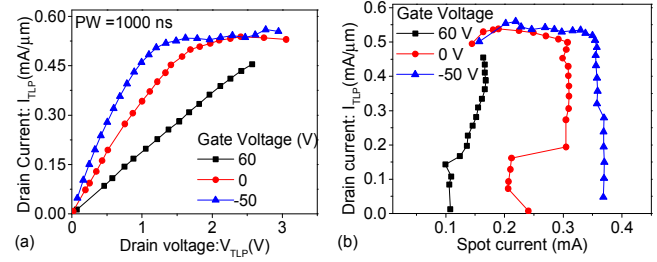 PW =1000 ns
0.60
0.45
0.30
0.15
0.00
Drain Current: I_TLP(mA/μm)
Gate Voltage (V)
60
0
-50
0 1 2 3
(a)
Drain voltage:V_TLP(V)
Gate Voltage
60 V
0 V
-50 V
0.6
0.5
0.4
0.3
0.2
0.1
0.0
Drain current: I_TLP(mA/μm)
0.1 0.2 0.3 0.4
(b)
Spot current (mA)